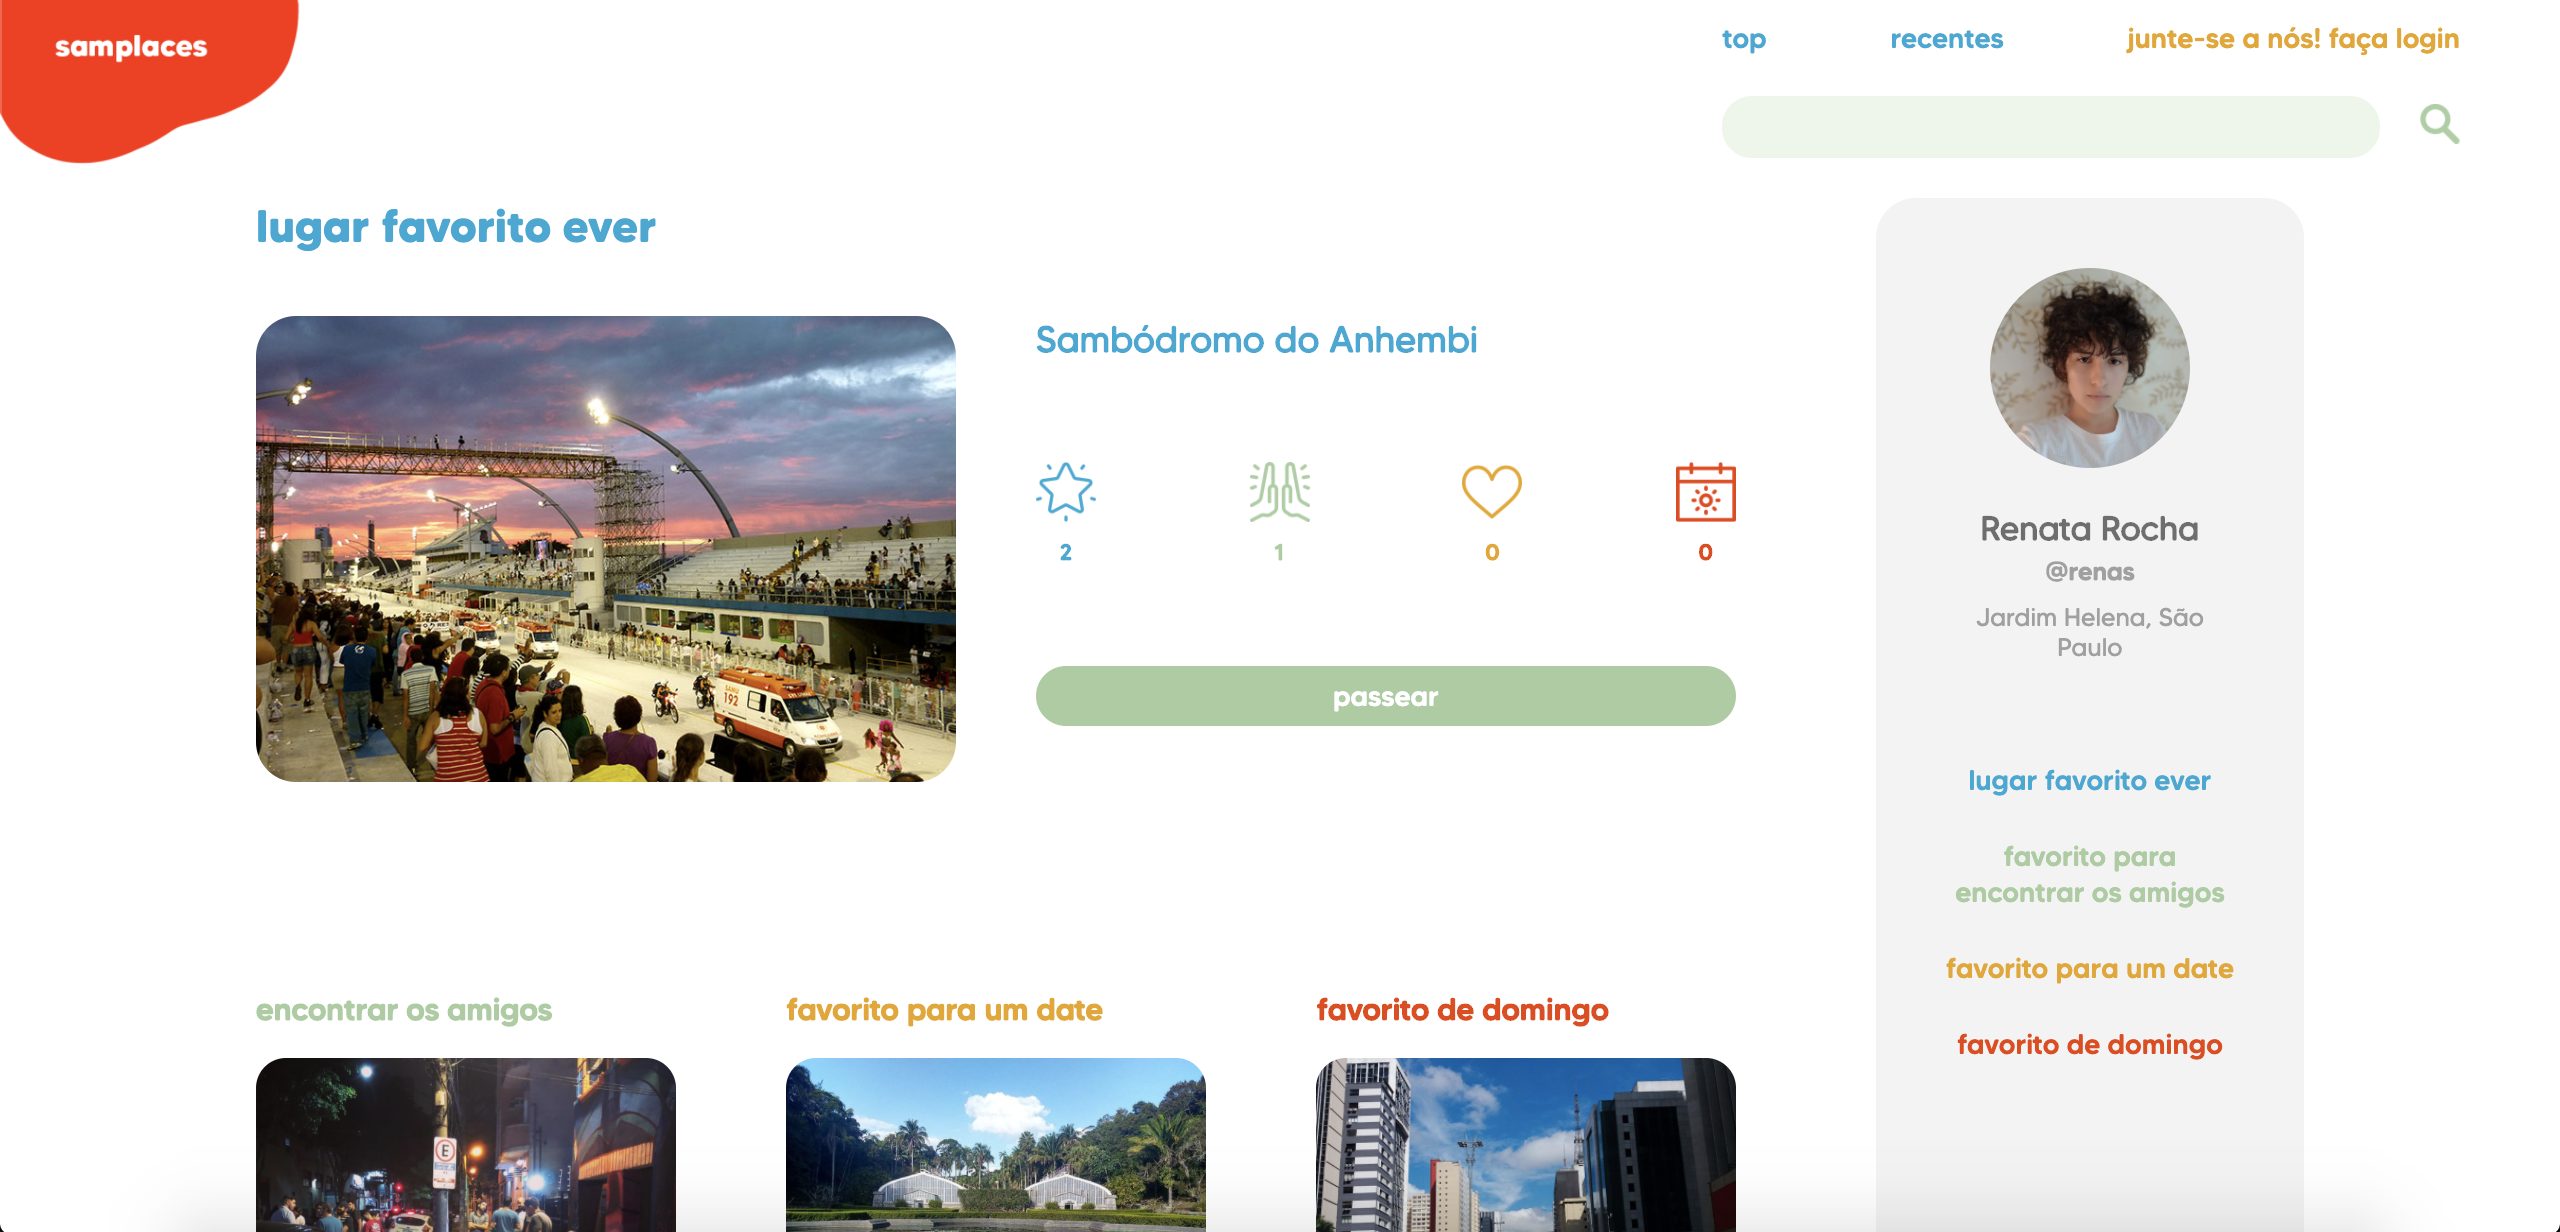 samplaces
top
recentes
junte-se a nós! faça login
lugar favorito ever
Sambódromo do Anhembi
2
1
0
0
passear
SAMU
192
Renata Rocha
@renas
Jardim Helena, São
Paulo
lugar favorito ever
favorito para
encontrar os amigos
favorito para um date
favorito de domingo
encontrar os amigos
favorito para um date
favorito de domingo
E